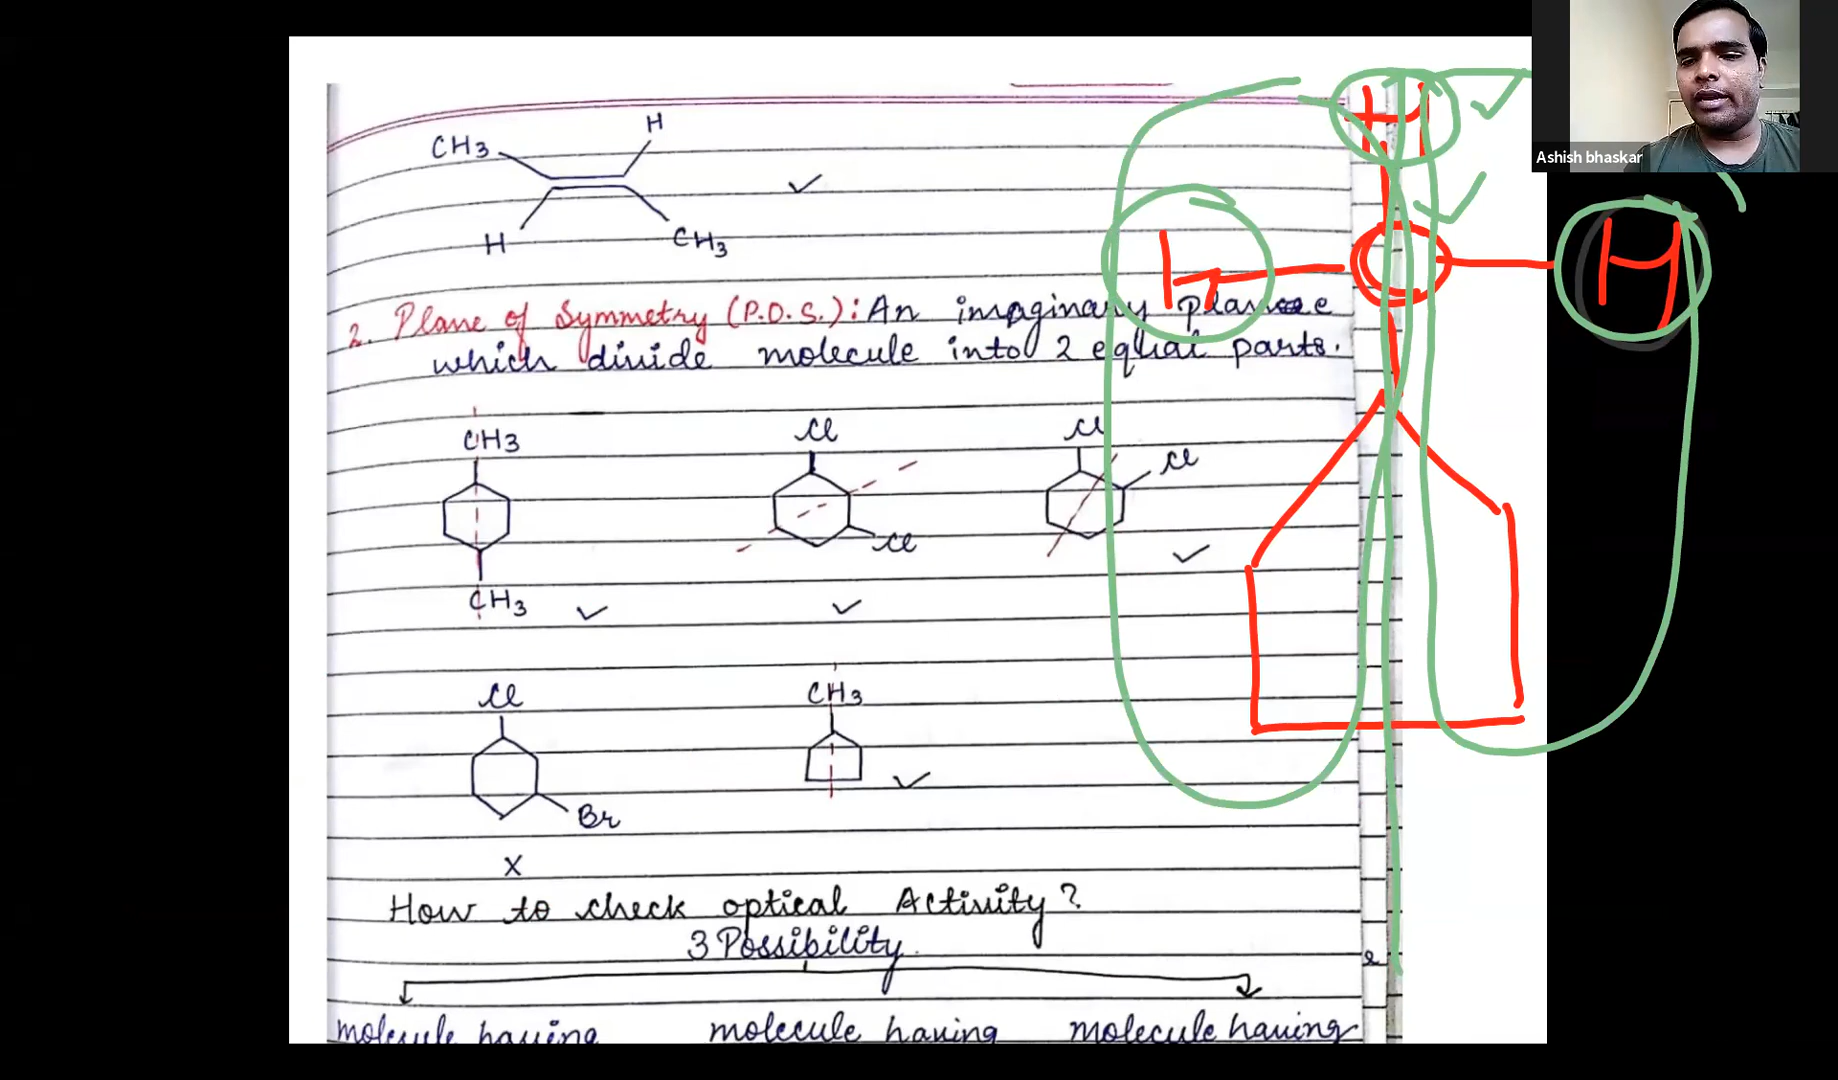 H
CH3
H
CH3
Ashish bhaskar
H
H
H
2. Plane of Symmetry (P.O.S.): An imaginary plane
which divide molecule into 2 equal parts.
CH3
Cl
Cl
Cl
Cl
CH3
Cl
CH3
Br
X
How to check optical Activity?
3 Possibility.
molecule having molecule having molecule having